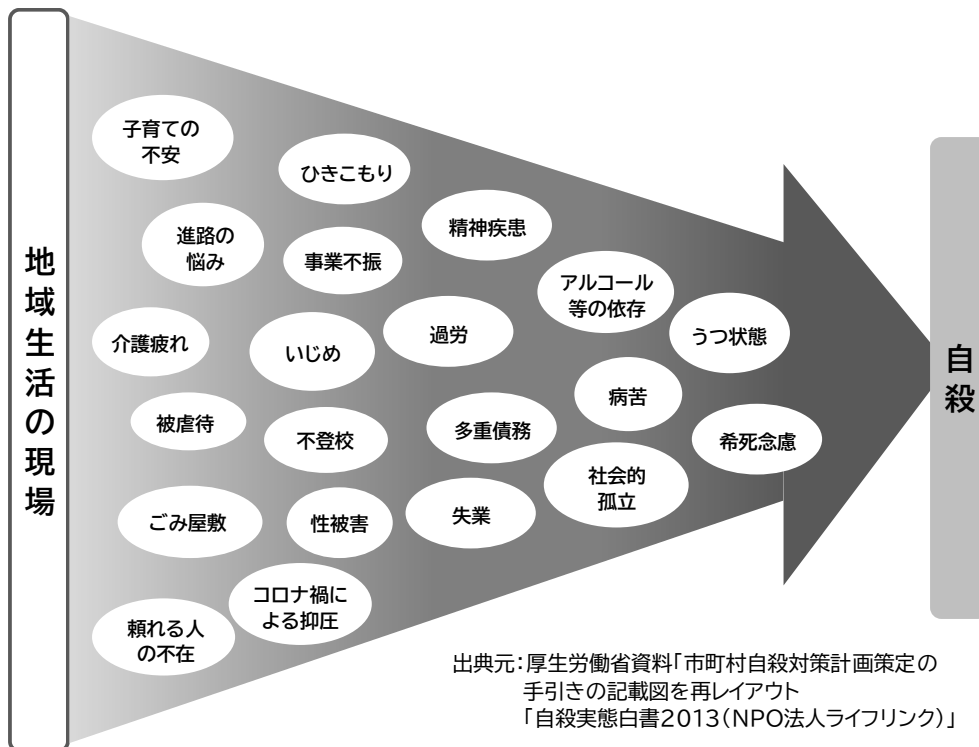 地域生活の現場
子育ての
不安
ひきこもり
精神疾患
進路の
悩み
事業不振
アルコール
等の依存
うつ状態
介護疲れ
いじめ
過労
病苦
自殺
被虐待
不登校
多重債務
希死念慮
社会的
孤立
ごみ屋敷
性被害
失業
コロナ禍に
よる抑圧
頼れる人
の不在
出典元:厚生労働省資料「市町村自殺対策計画策定の
手引きの記載図を再レイアウト
「自殺実態白書2013(NPO法人ライフリンク)」